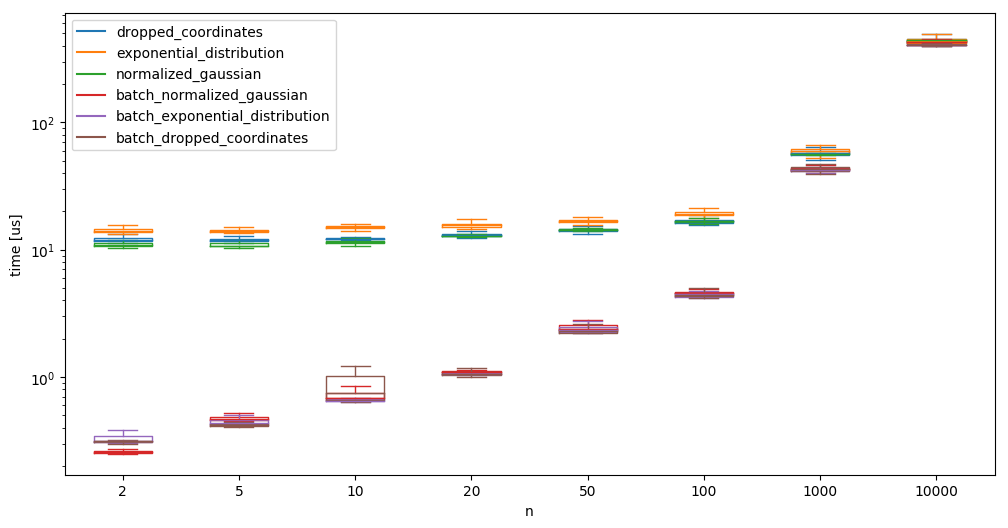 dropped_coordinates
exponential_distribution
normalized_gaussian
batch_normalized_gaussian
batch_exponential_distribution
batch_dropped_coordinates
time [us]
10²
10¹
10⁰
2 5 10 20 50 100 1000 10000
n